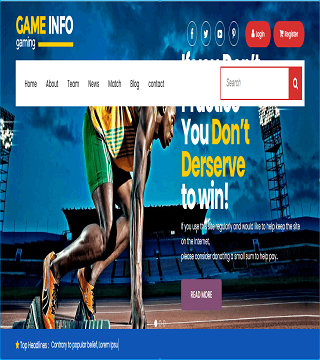 GAME INFO
gaming
Login
Register
Home About Team News Match Blog contact
Search
If you Don't
Practice
You Don't
Derserve
to win!
If you use this site regularly and would like to help keep the site
on the Internet,
please consider donating a small sum to help pay..
READ MORE
Top Headlines : Contrary to popular belief, Lorem Ipsu